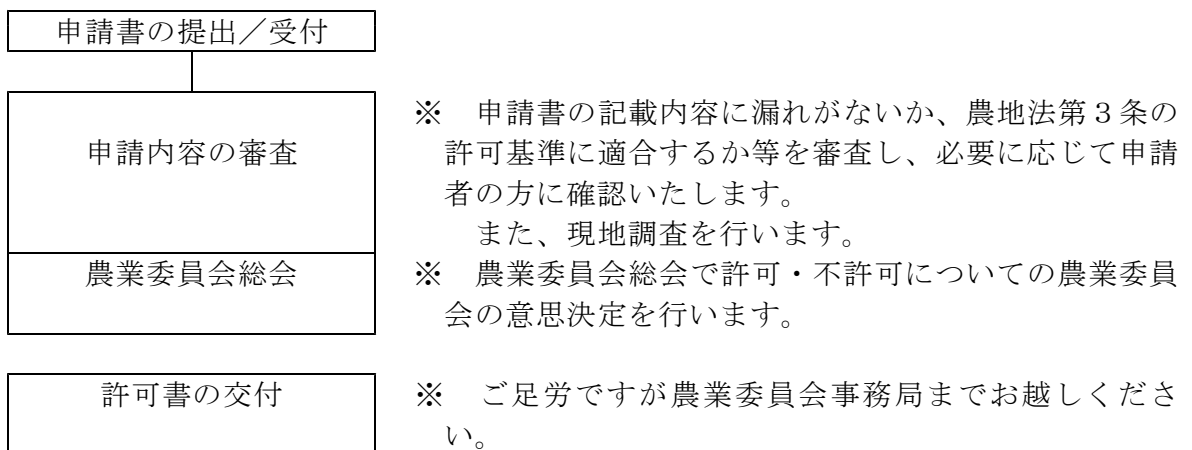 申請書の提出／受付
申請内容の審査
※　申請書の記載内容に漏れがないか、農地法第３条の
許可基準に適合するか等を審査し、必要に応じて申請
者の方に確認いたします。
また、現地調査を行います。
農業委員会総会
※　農業委員会総会で許可・不許可についての農業委員
会の意思決定を行います。
許可書の交付
※　ご足労ですが農業委員会事務局までお越しくださ
い。